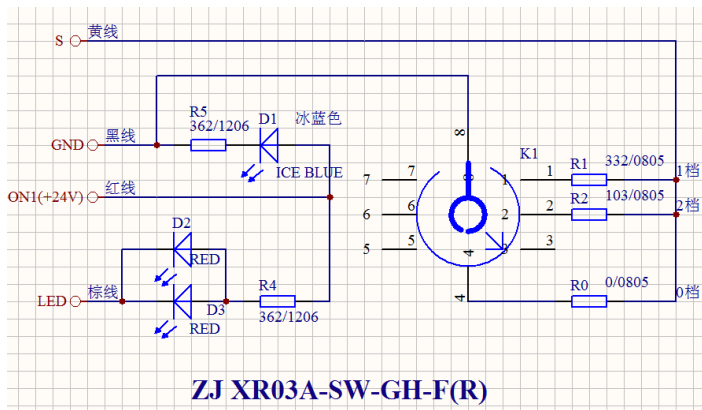 S 黄线
R5
362/1206
D1 冰蓝色
ICE BLUE
GND 黑线
ON1(+24V) 红线
D2
RED
LED 棕线
D3
RED
R4
362/1206
8
8
K1
7 7
6 6
5 5
1 1
2 2
3 3
4
4
R1 332/0805
1档
R2 103/0805
2档
R0 0/0805
0档
ZJ XR03A-SW-GH-F(R)